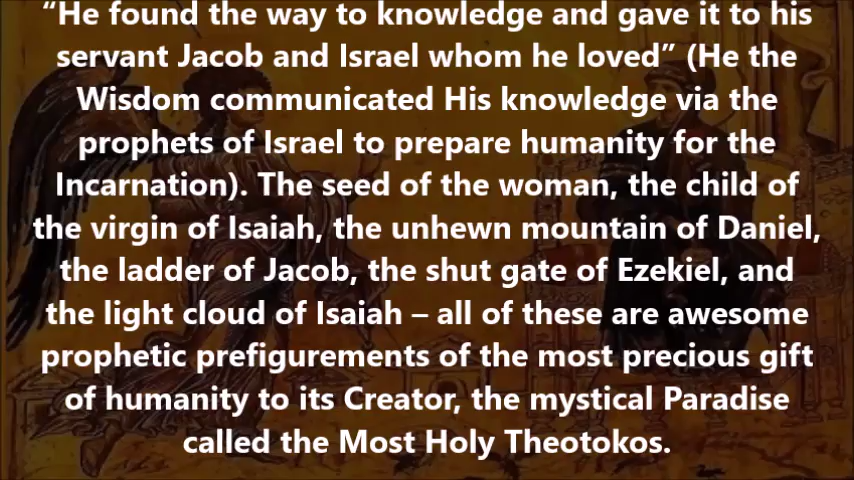 “He found the way to knowledge and gave it to his
servant Jacob and Israel whom he loved” (He the
Wisdom communicated His knowledge via the
prophets of Israel to prepare humanity for the
Incarnation). The seed of the woman, the child of
the virgin of Isaiah, the unhewn mountain of Daniel,
the ladder of Jacob, the shut gate of Ezekiel, and
the light cloud of Isaiah – all of these are awesome
prophetic prefigurements of the most precious gift
of humanity to its Creator, the mystical Paradise
called the Most Holy Theotokos.